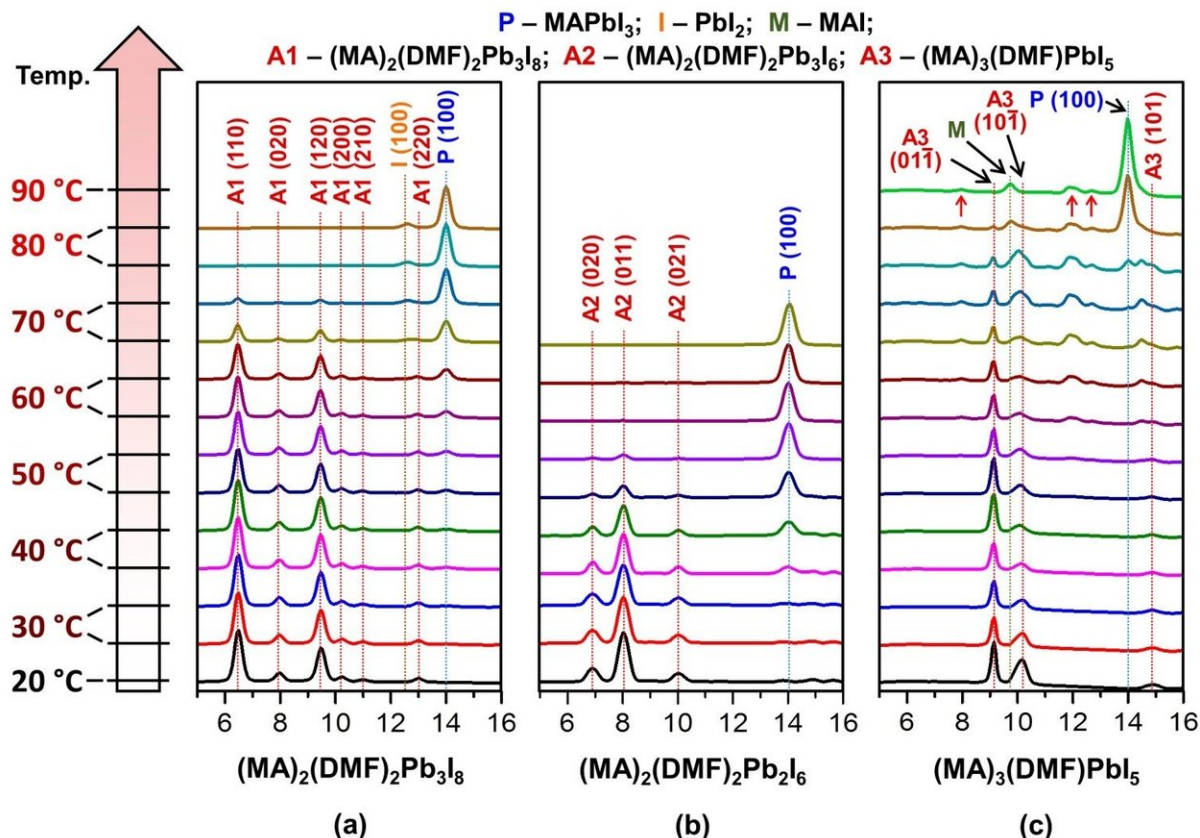 P – MAPbI₃; I – PbI₂; M – MAI;
A1 – (MA)₂(DMF)₂Pb₃I₈; A2 – (MA)₂(DMF)₂Pb₃I₆; A3 – (MA)₃(DMF)PbI₅
Temp.
90 °C
80 °C
70 °C
60 °C
50 °C
40 °C
30 °C
20 °C
A1 (110)
A1 (020)
A1 (120)
A1 (200)
A1 (210)
I (100)
A1 (220)
P (100)
6 8 10 12 14 16
(MA)₂(DMF)₂Pb₃I₈
(a)
A2 (020)
A2 (011)
A2 (021)
P (100)
6 8 10 12 14 16
(MA)₂(DMF)₂Pb₂I₆
(b)
A3
(011̅)
M
A3
(101̅)
P (100)
A3 (101)
6 8 10 12 14 16
(MA)₃(DMF)PbI₅
(c)